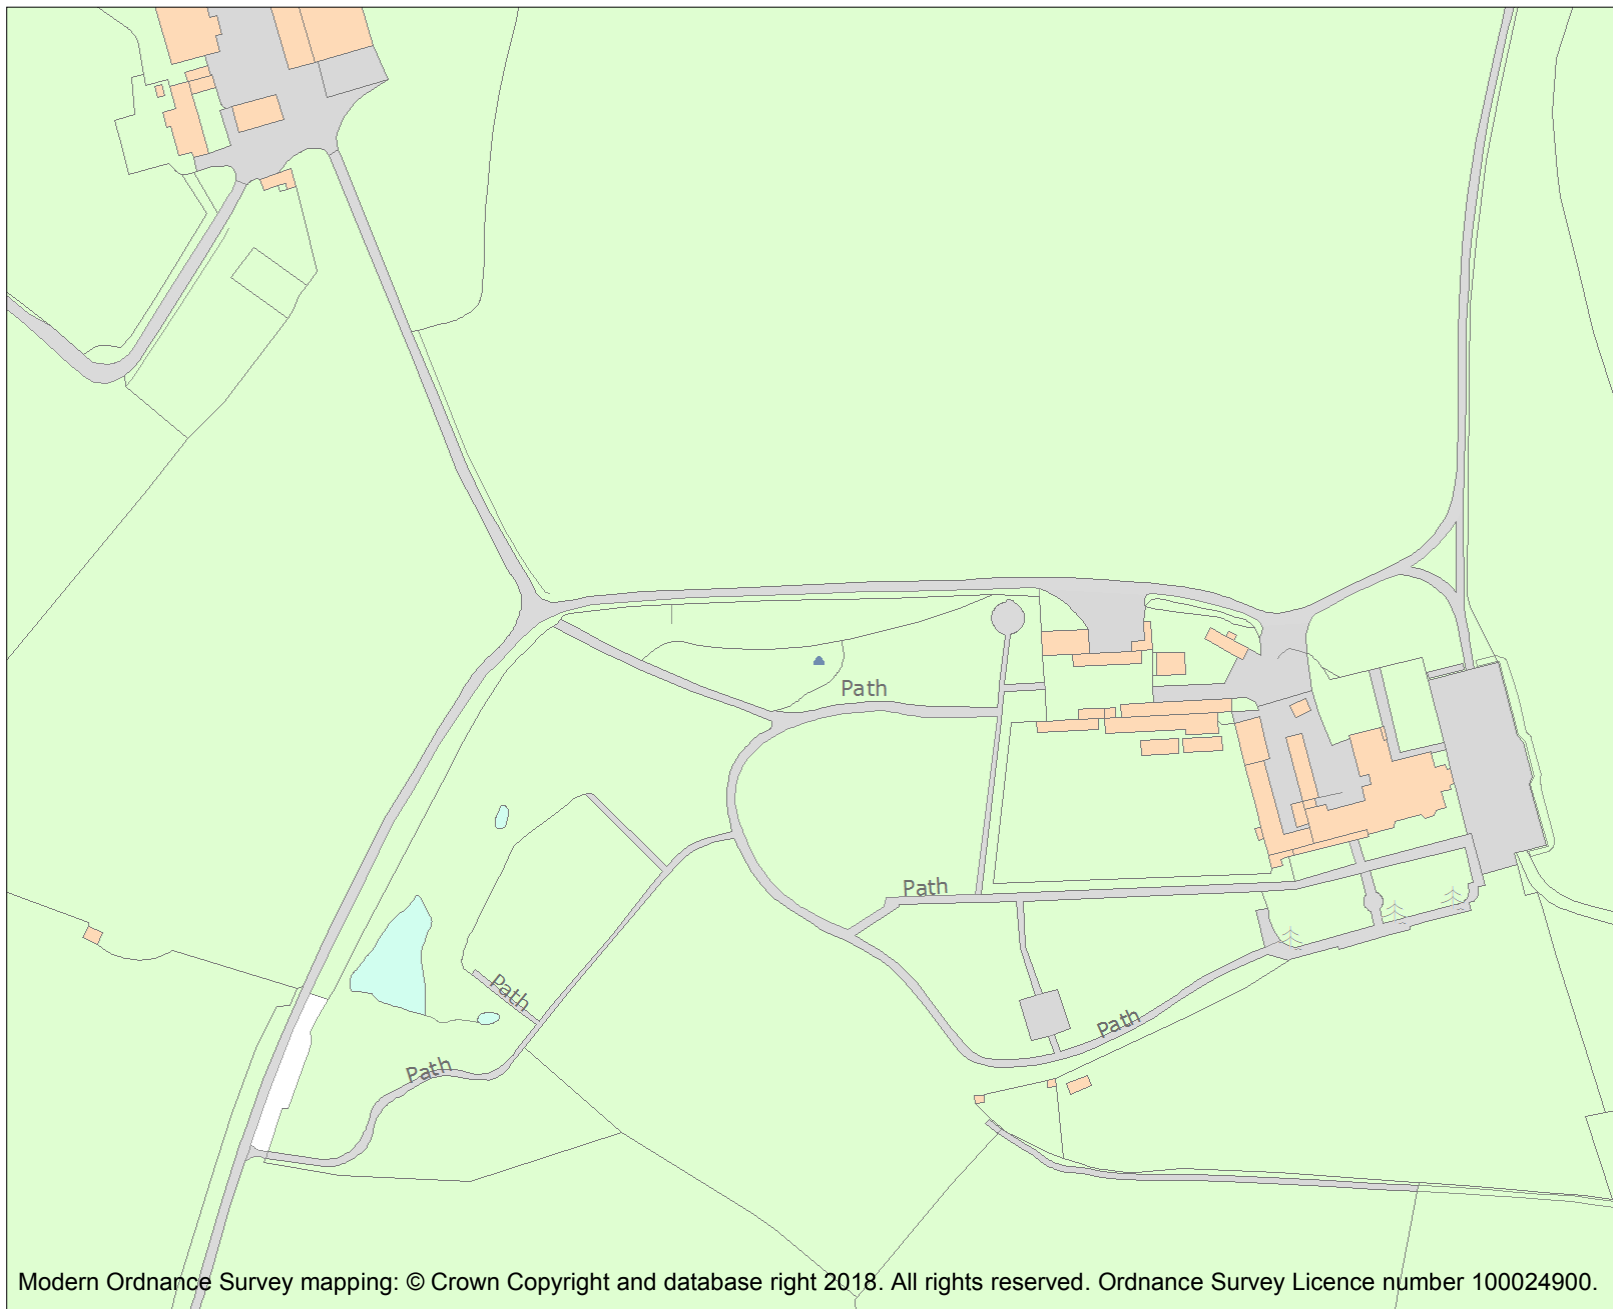 Path
Path
Path
Path
Path
Modern Ordnance Survey mapping: © Crown Copyright and database right 2018. All rights reserved. Ordnance Survey Licence number 100024900.